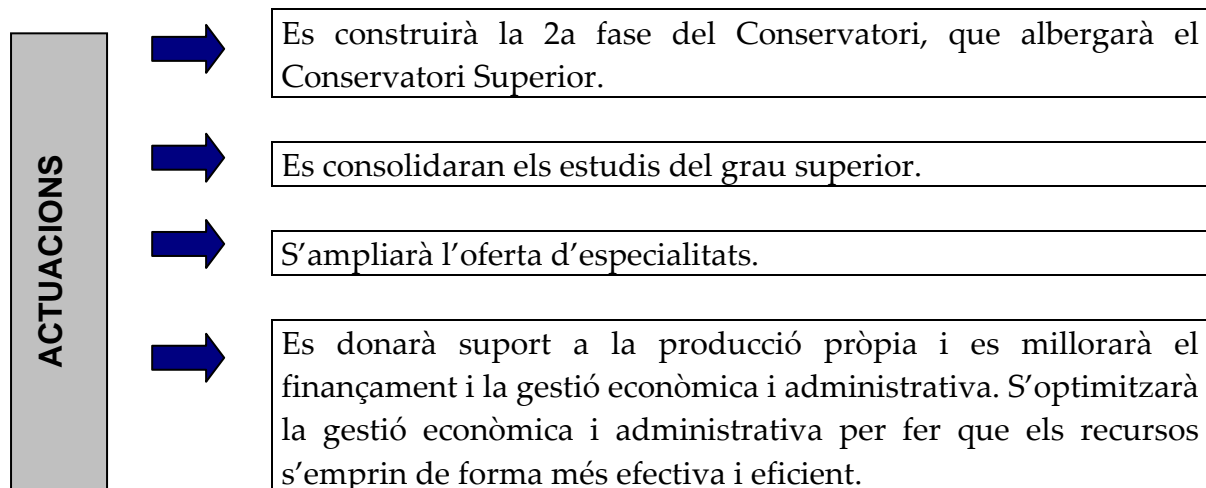 ACTUACIONS
Es construirà la 2a fase del Conservatori, que albergarà el
Conservatori Superior.
Es consolidaran els estudis del grau superior.
S’ampliarà l’oferta d’especialitats.
Es donarà suport a la producció pròpia i es millorarà el
finançament i la gestió econòmica i administrativa. S’optimitzarà
la gestió econòmica i administrativa per fer que els recursos
s’emprin de forma més efectiva i eficient.